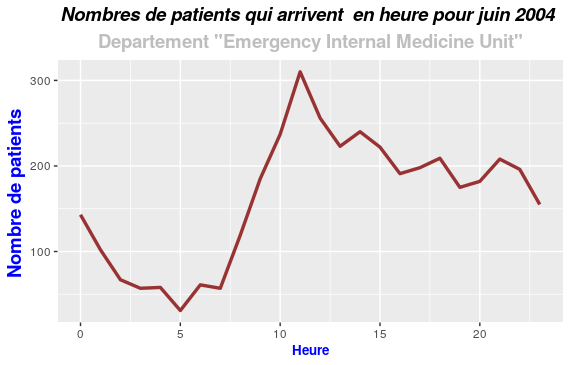 Nombres de patients qui arrivent en heure pour juin 2004
Departement "Emergency Internal Medicine Unit"
Nombre de patients
300
200
100
0 5 10 15 20
Heure